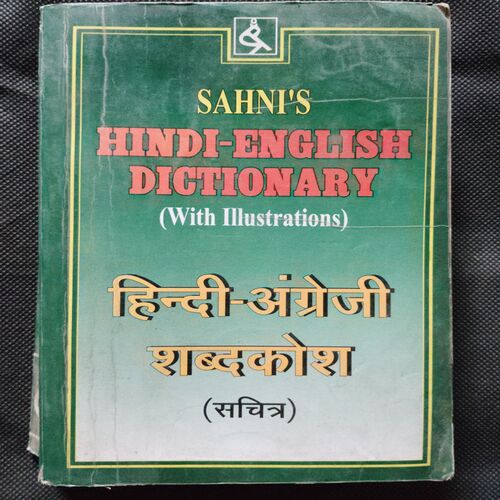 SAHNI'S
HINDI-ENGLISH
DICTIONARY
(With Illustrations)
हिन्दी-अंग्रेजी
शब्दकोश
(सचित्र)